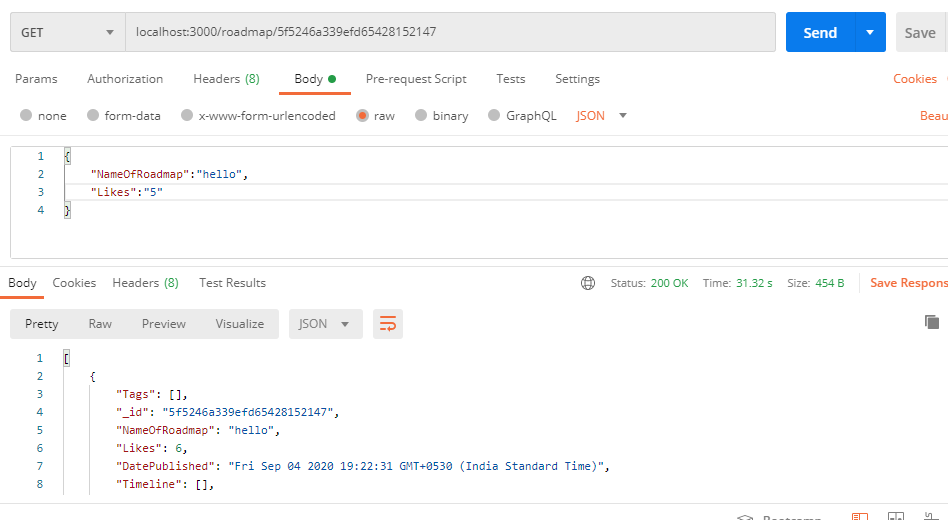 GET localhost:3000/roadmap/5f5246a339efd65428152147 Send Save
Params Authorization Headers (8) Body Pre-request Script Tests Settings Cookies
none form-data x-www-form-urlencoded raw binary GraphQL JSON Beau
1 {
2 "NameOfRoadmap":"hello",
3 "Likes":"5"
4 }
Body Cookies Headers (8) Test Results Status: 200 OK Time: 31.32 s Size: 454 B Save Respons
Pretty Raw Preview Visualize JSON
1 [
2 {
3 "Tags": [],
4 "_id": "5f5246a339efd65428152147",
5 "NameOfRoadmap": "hello",
6 "Likes": 6,
7 "DatePublished": "Fri Sep 04 2020 19:22:31 GMT+0530 (India Standard Time)",
8 "Timeline": [],